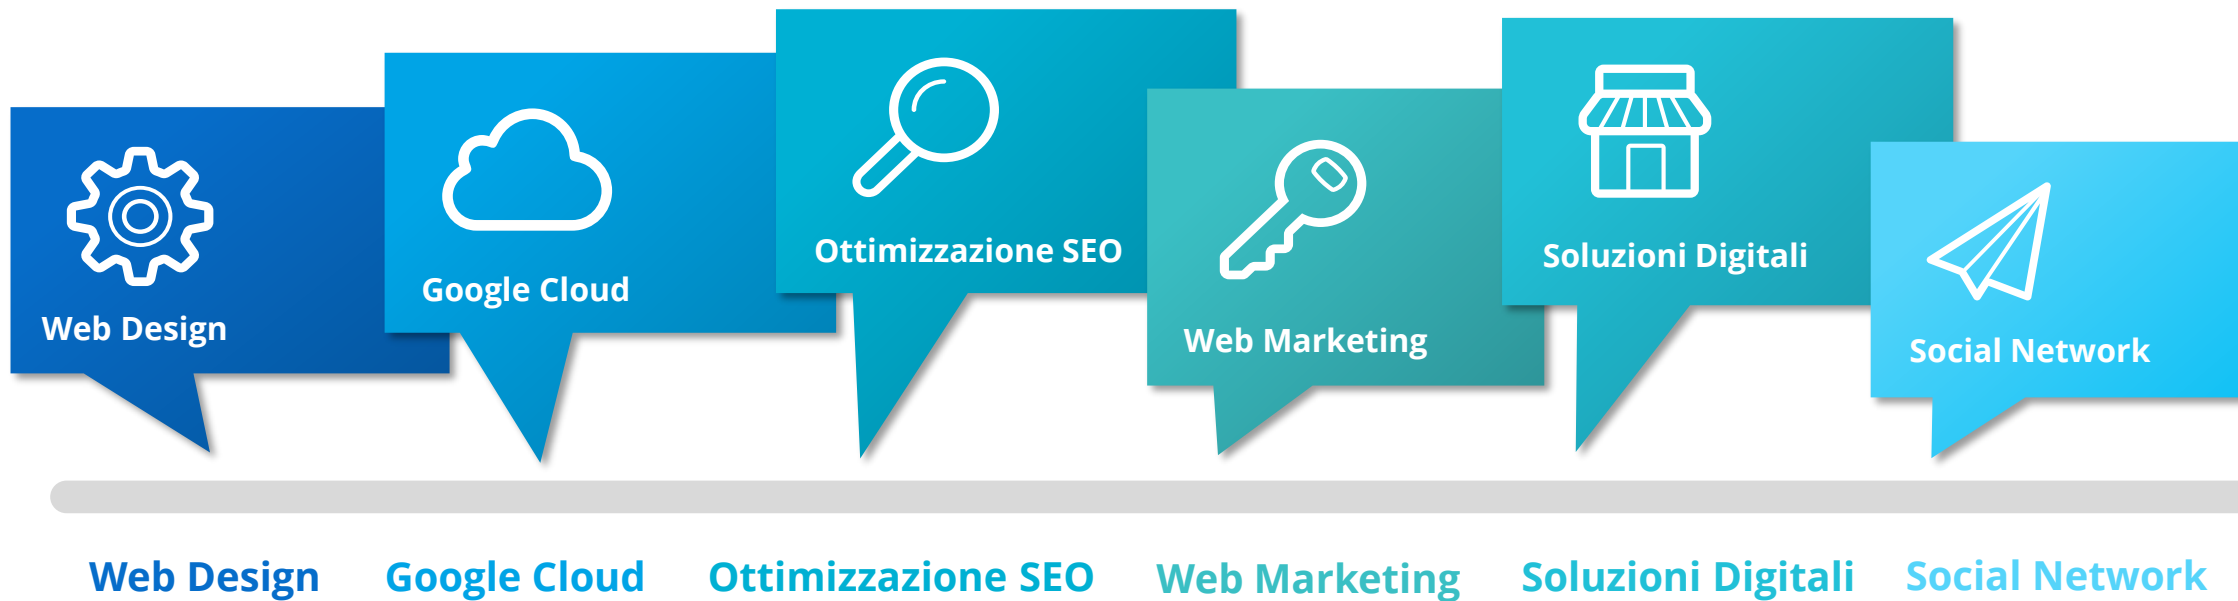 Web Design
Google Cloud
Ottimizzazione SEO
Web Marketing
Soluzioni Digitali
Social Network
Web Design
Google Cloud
Ottimizzazione SEO
Web Marketing
Soluzioni Digitali
Social Network